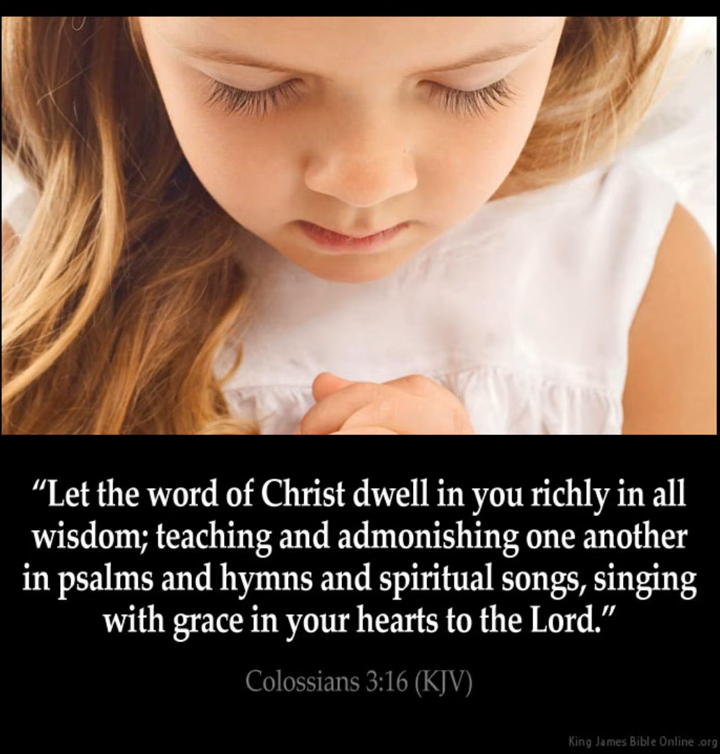 “Let the word of Christ dwell in you richly in all
wisdom; teaching and admonishing one another
in psalms and hymns and spiritual songs, singing
with grace in your hearts to the Lord.”
Colossians 3:16 (KJV)
King James Bible Online .org